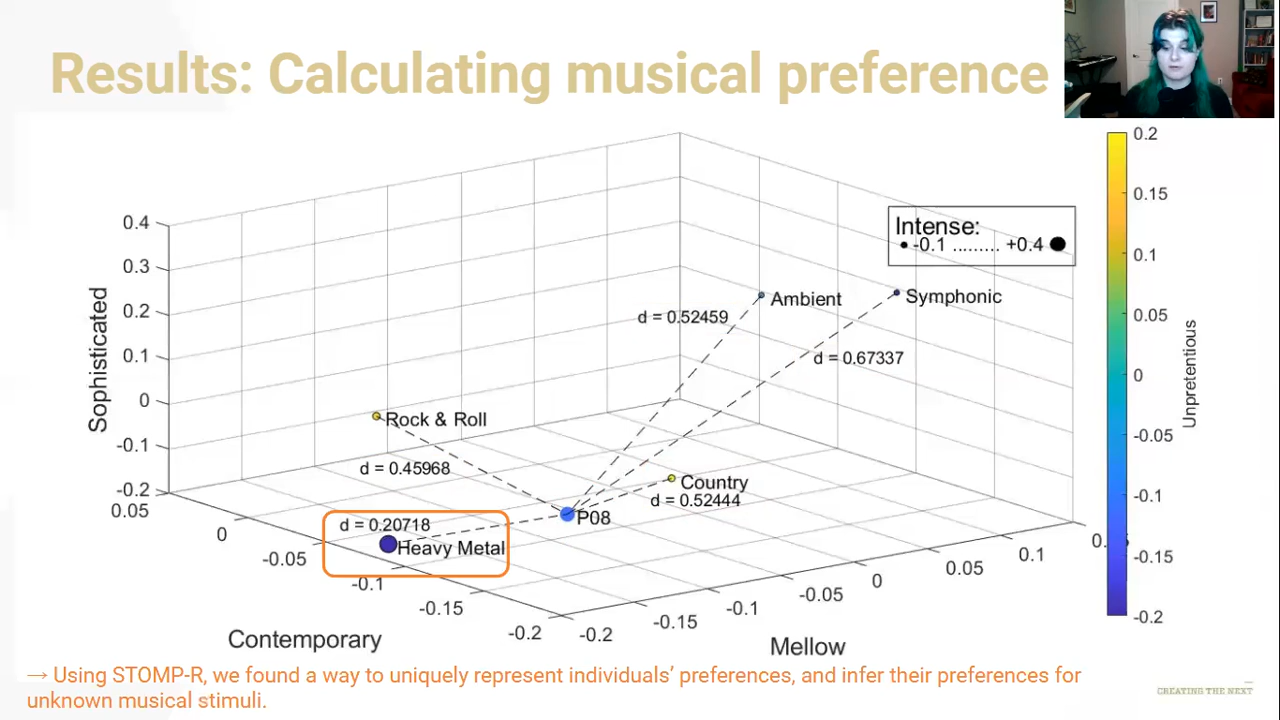 Results: Calculating musical preference
0.4
0.3
0.2
0.1
0
-0.1
-0.2
Sophisticated
0.05
0
-0.05
-0.1
-0.15
-0.2
Contemporary
-0.2
-0.15
-0.1
-0.05
0
0.05
0.1
Mellow
Intense:
-0.1 ......... +0.4
Ambient
d = 0.52459
Symphonic
d = 0.67337
Rock & Roll
d = 0.45968
Country
d = 0.52444
P08
d = 0.20718
Heavy Metal
0.2
0.15
0.1
0.05
0
-0.05
-0.1
-0.15
-0.2
Unpretentious
→ Using STOMP-R, we found a way to uniquely represent individuals' preferences, and infer their preferences for
unknown musical stimuli.
CREATING THE NEXT